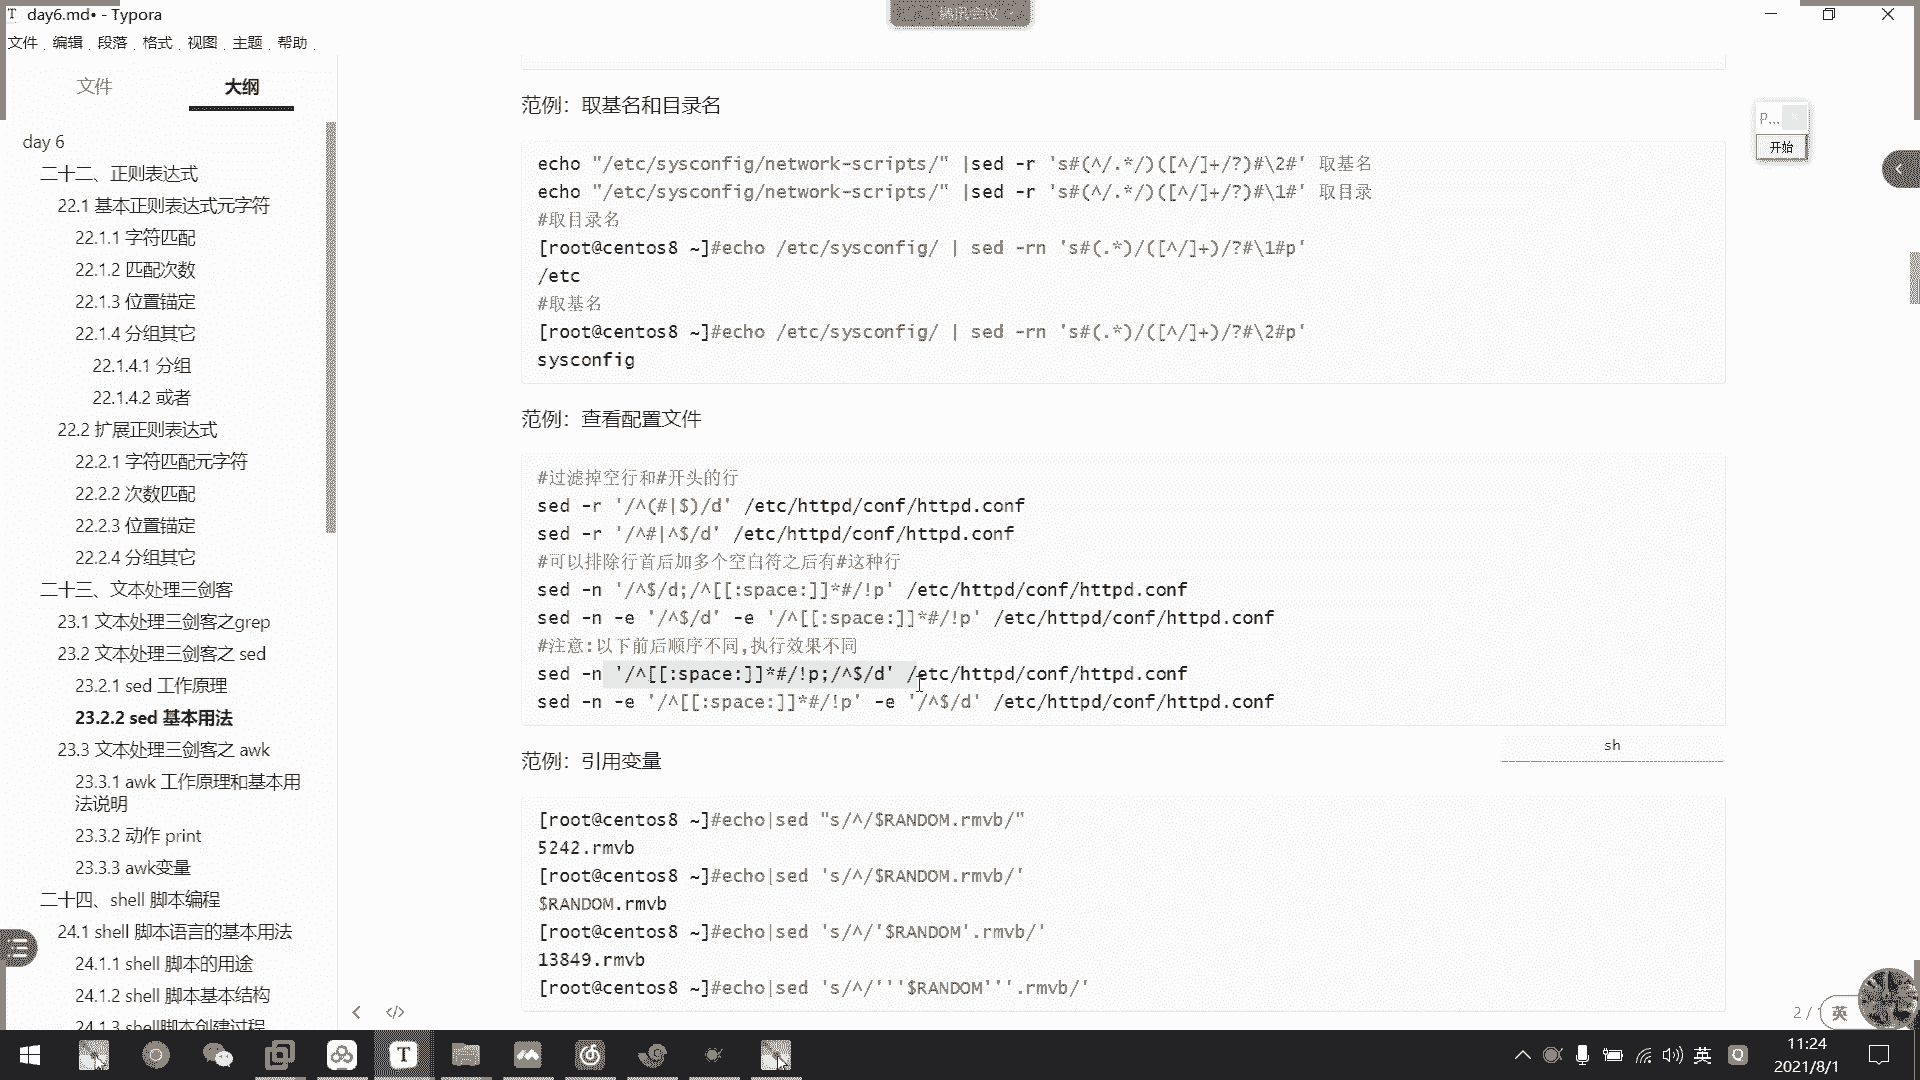 day6.md• - Typora
腾讯会议
文件 编辑 段落 格式 视图 主题 帮助
文件 大纲
day 6
二十二、正则表达式
22.1 基本正则表达式元字符
22.1.1 字符匹配
22.1.2 匹配次数
22.1.3 位置锚定
22.1.4 分组其它
22.1.4.1 分组
22.1.4.2 或者
22.2 扩展正则表达式
22.2.1 字符匹配元字符
22.2.2 次数匹配
22.2.3 位置锚定
22.2.4 分组其它
二十三、文本处理三剑客
23.1 文本处理三剑客之grep
23.2 文本处理三剑客之 sed
23.2.1 sed 工作原理
23.2.2 sed 基本用法
23.3 文本处理三剑客之 awk
23.3.1 awk 工作原理和基本用
法说明
23.3.2 动作 print
23.3.3 awk变量
二十四、shell 脚本编程
24.1 shell 脚本语言的基本用法
24.1.1 shell 脚本的用途
24.1.2 shell 脚本基本结构
24.1.3 shell脚本创建过程
范例：取基名和目录名
echo "/etc/sysconfig/network-scripts/" |sed -r 's#(^/.*/)([^/]+/?)#\2#' 取基名
echo "/etc/sysconfig/network-scripts/" |sed -r 's#(^/.*/)([^/]+/?)#\1#' 取目录
#取目录名
[root@centos8 ~]#echo /etc/sysconfig/ | sed -rn 's#(.*)/([^/]+)/?#\1#p'
/etc
#取基名
[root@centos8 ~]#echo /etc/sysconfig/ | sed -rn 's#(.*)/([^/]+)/?#\2#p'
sysconfig
范例：查看配置文件
#过滤掉空行和#开头的行
sed -r '/^(#|$)/d' /etc/httpd/conf/httpd.conf
sed -r '/^#|^$/d' /etc/httpd/conf/httpd.conf
#可以排除行首后加多个空白符之后有#这种行
sed -n '/^$/d;/^[[:space:]]*#/!p' /etc/httpd/conf/httpd.conf
sed -n -e '/^$/d' -e '/^[[:space:]]*#/!p' /etc/httpd/conf/httpd.conf
#注意:以下前后顺序不同,执行效果不同
sed -n '/^[[:space:]]*#/!p;/^$/d' /etc/httpd/conf/httpd.conf
sed -n -e '/^[[:space:]]*#/!p' -e '/^$/d' /etc/httpd/conf/httpd.conf
sh
范例：引用变量
[root@centos8 ~]#echo|sed "s/^/$RANDOM.rmvb/"
5242.rmvb
[root@centos8 ~]#echo|sed 's/^/$RANDOM.rmvb/'
$RANDOM.rmvb
[root@centos8 ~]#echo|sed 's/^/'$RANDOM'.rmvb/'
13849.rmvb
[root@centos8 ~]#echo|sed 's/^/'''$RANDOM'''.rmvb/'
P...
开始
2 /
英
英
11:24
2021/8/1